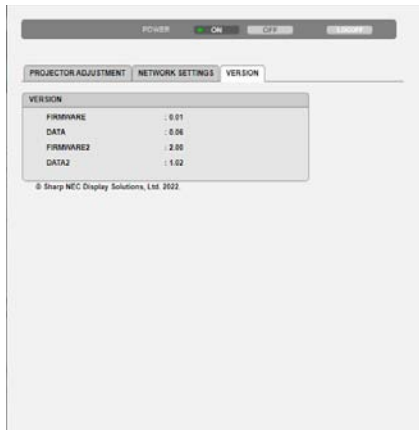 POWER ON OFF LOGOFF
PROJECTOR ADJUSTMENT NETWORK SETTINGS VERSION
VERSION
FIRMWARE : 0.01
DATA : 0.06
FIRMWARE2 : 2.00
DATA2 : 1.02
© Sharp NEC Display Solutions, Ltd. 2022.